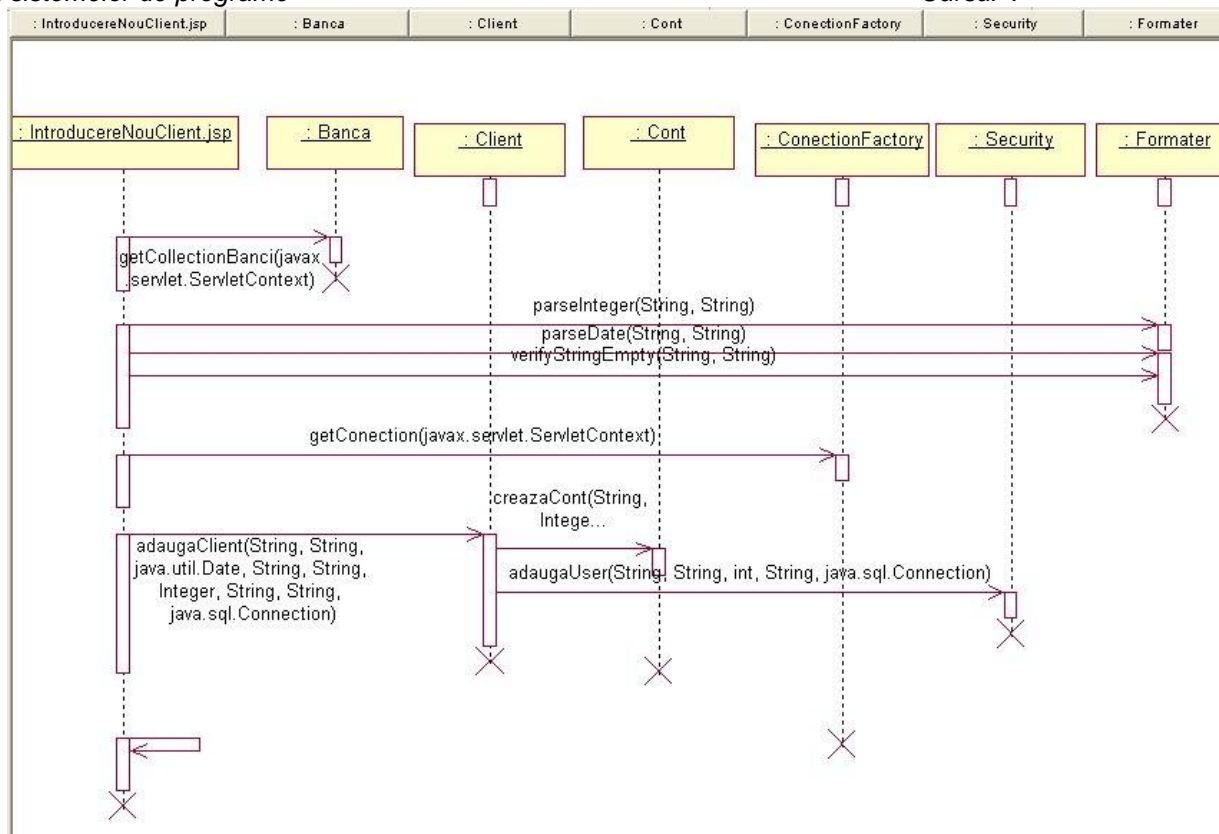 sistemelor de programe
: IntroducereNouClient.jsp : Banca : Client : Cont : ConectionFactory : Security : Formater
: IntroducereNouClient.jsp : Banca : Client : Cont : ConectionFactory : Security : Formater
getCollectionBanci(javax
.servlet.ServletContext)
parseInteger(String, String)
parseDate(String, String)
verifyStringEmpty(String, String)
getConection(javax.servlet.ServletContext)
creazaCont(String,
Intege...
adaugaClient(String, String,
java.util.Date, String, String,
Integer, String, String,
java.sql.Connection)
adaugaUser(String, String, int, String, java.sql.Connection)